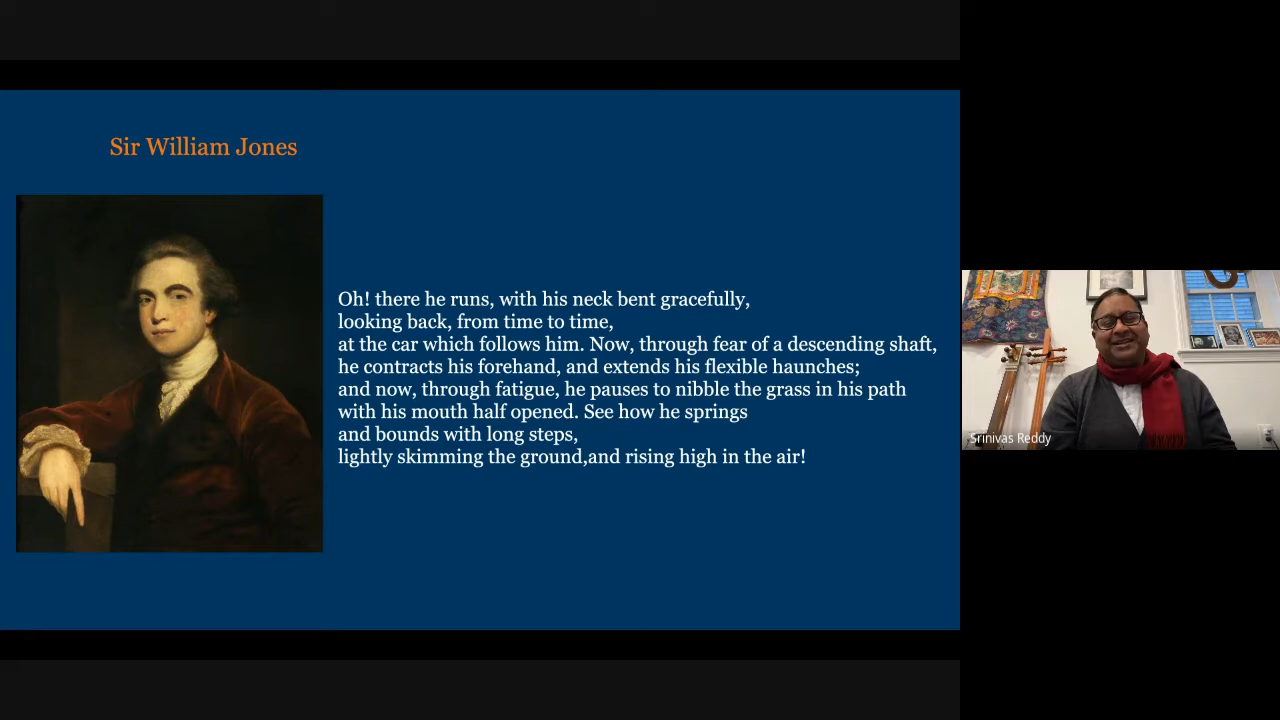 Sir William Jones
Oh! there he runs, with his neck bent gracefully,
looking back, from time to time,
at the car which follows him. Now, through fear of a descending shaft,
he contracts his forehand, and extends his flexible haunches;
and now, through fatigue, he pauses to nibble the grass in his path
with his mouth half opened. See how he springs
and bounds with long steps,
lightly skimming the ground,and rising high in the air!
Srinivas Reddy